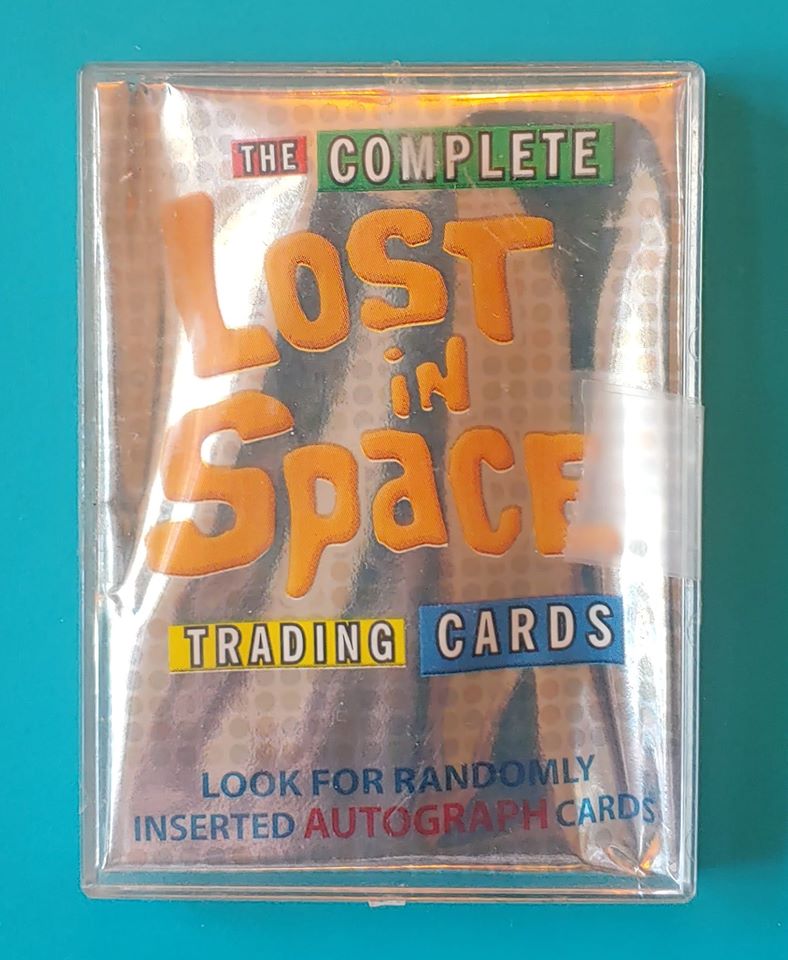 THE COMPLETE
LOST
iN
SpacE
TRADING CARDS
LOOK FOR RANDOMLY
INSERTED AUTOGRAPH CARDS